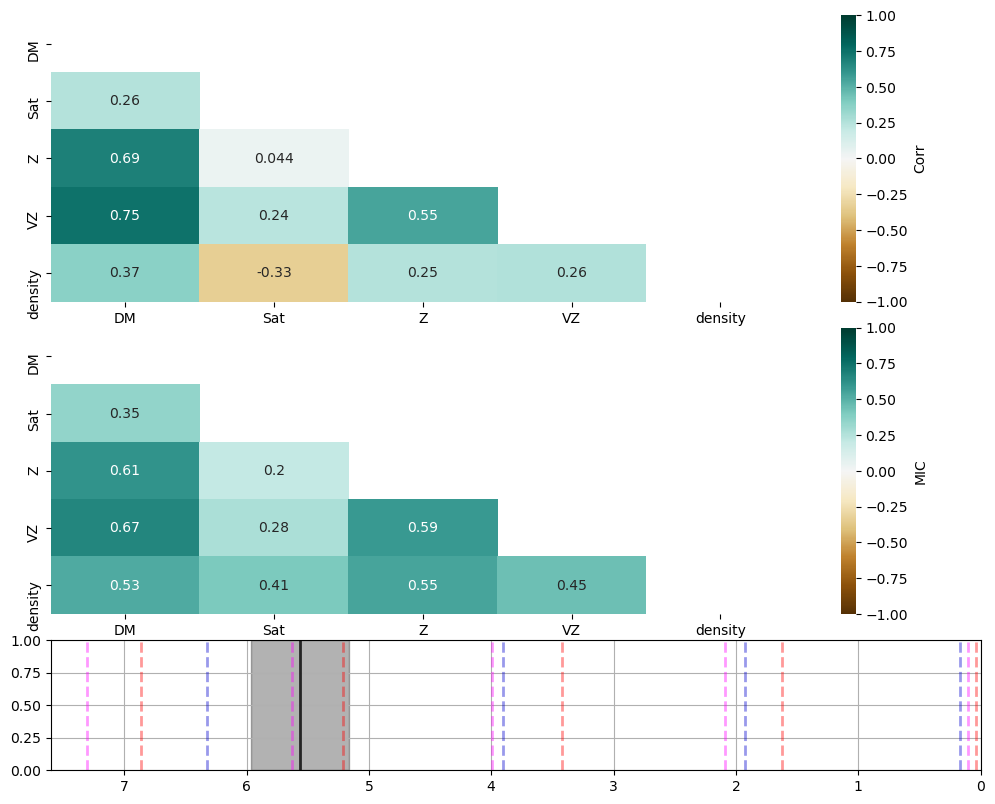 DM
Sat
Z
VZ
density
0.26
0.69 0.044
0.75 0.24 0.55
0.37 -0.33 0.25 0.26
DM Sat Z VZ density
1.00
0.75
0.50
0.25
0.00
−0.25
−0.50
−0.75
−1.00
Corr
DM
Sat
Z
VZ
density
0.35
0.61 0.2
0.67 0.28 0.59
0.53 0.41 0.55 0.45
DM Sat Z VZ density
1.00
0.75
0.50
0.25
0.00
−0.25
−0.50
−0.75
−1.00
MIC
1.00
0.75
0.50
0.25
0.00
7 6 5 4 3 2 1 0